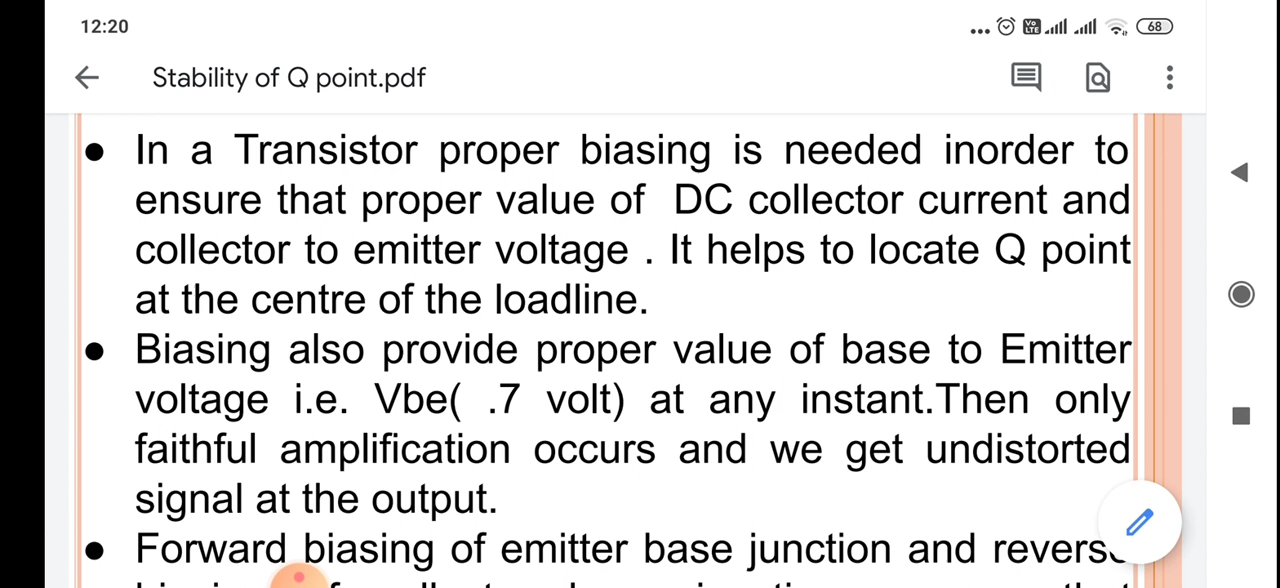 12:20
68
Stability of Q point.pdf
● In a Transistor proper biasing is needed inorder to
ensure that proper value of DC collector current and
collector to emitter voltage . It helps to locate Q point
at the centre of the loadline.
● Biasing also provide proper value of base to Emitter
voltage i.e. Vbe( .7 volt) at any instant.Then only
faithful amplification occurs and we get undistorted
signal at the output.
● Forward biasing of emitter base junction and reverse